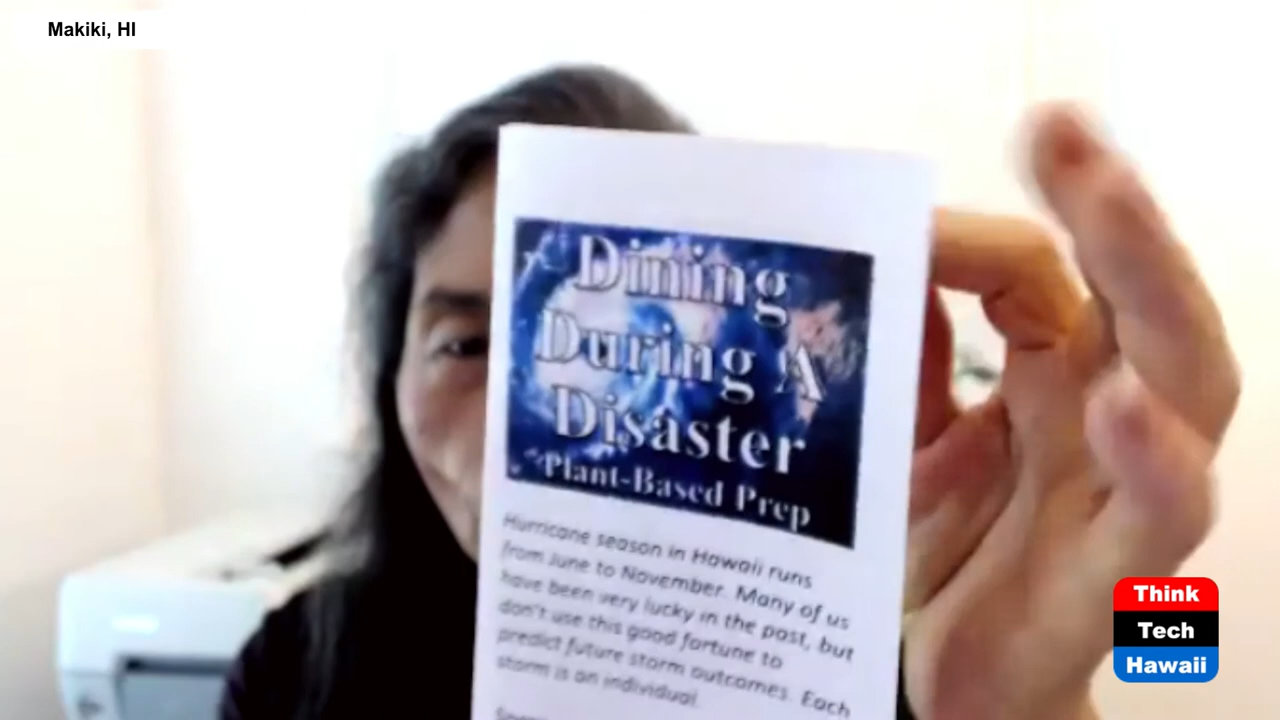 Makiki, HI
Dining
During A
Disaster
Plant-Based Prep
Hurricane season in Hawaii runs
from June to November. Many of us
have been very lucky in the past, but
don't use this good fortune to
predict future storm outcomes. Each
storm is an individual.
Think
Tech
Hawaii